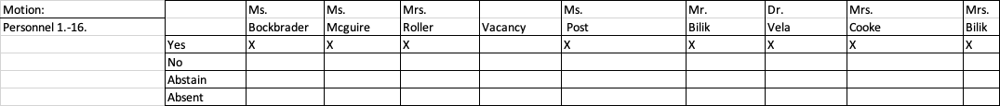 Motion: Ms. Ms. Mrs. Ms. Mr. Dr. Mrs. Mrs.
Personnel 1.-16. Bockbrader Mcguire Roller Vacancy Post Bilik Vela Cooke Bilik
Yes X X X X X X X X
No
Abstain
Absent